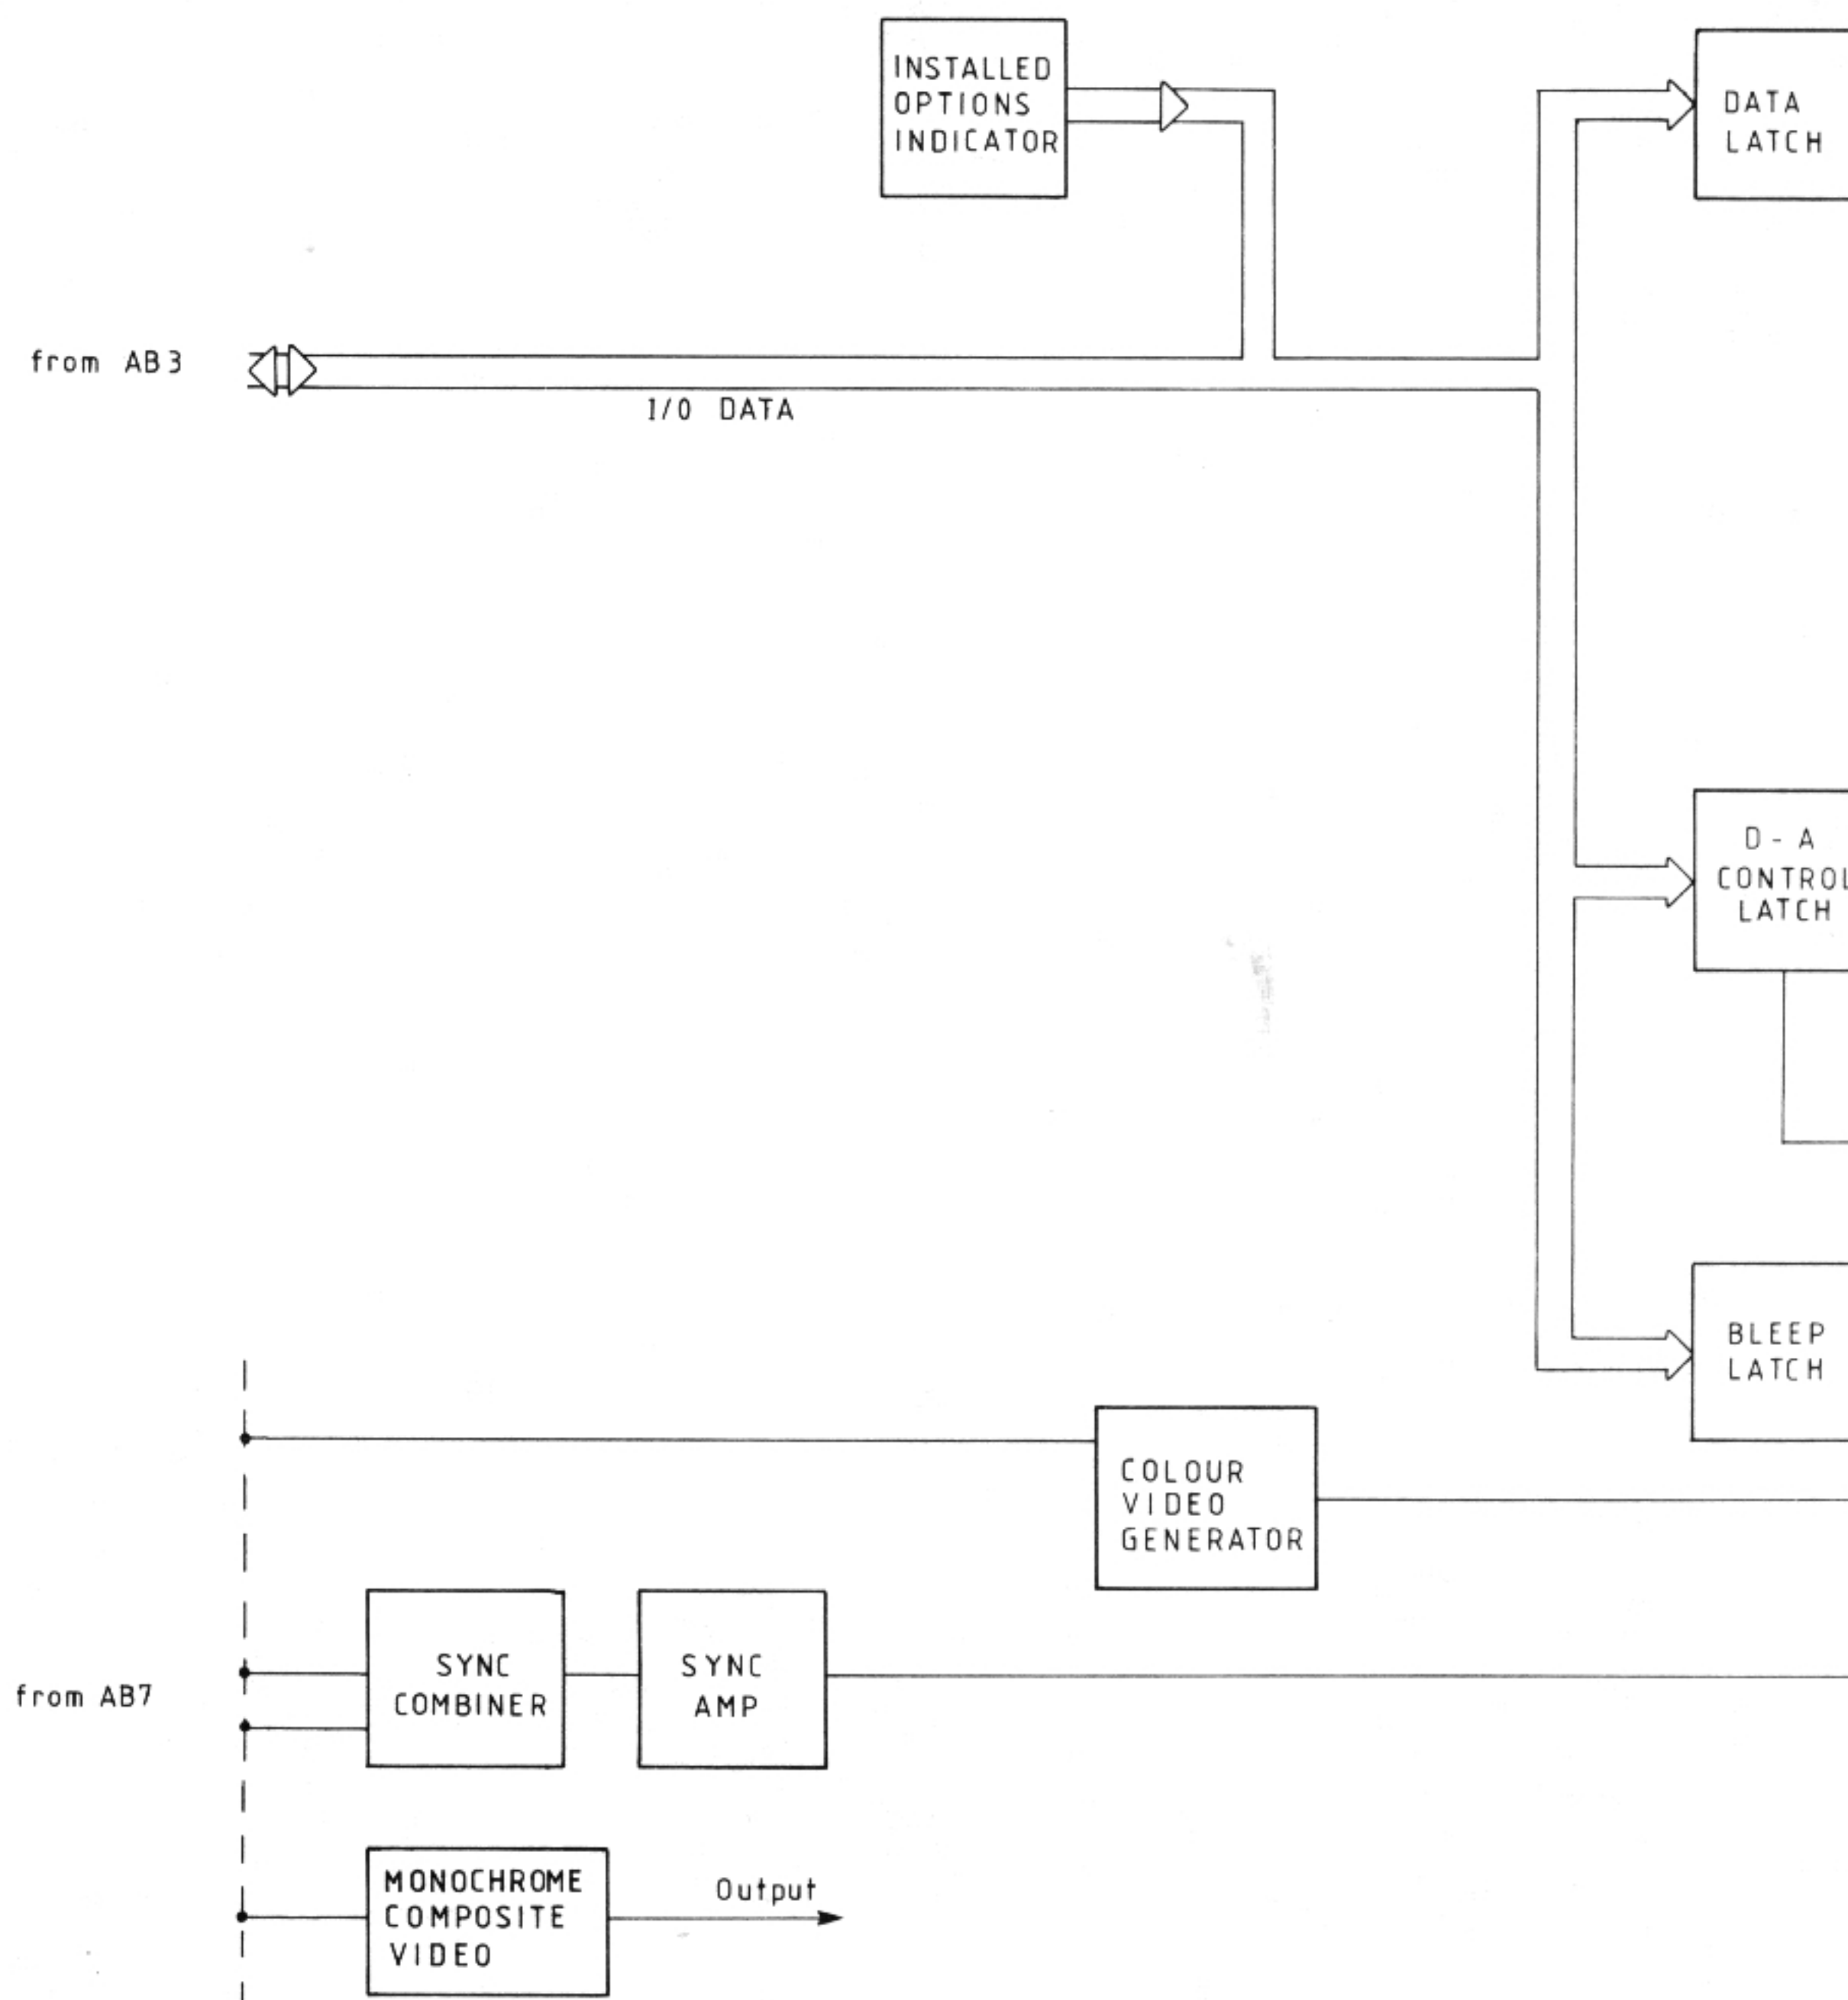 INSTALLED
OPTIONS
INDICATOR
DATA
LATCH
from AB3
I/O DATA
D-A
CONTROL
LATCH
BLEEP
LATCH
COLOUR
VIDEO
GENERATOR
SYNC
COMBINER
SYNC
AMP
from AB7
MONOCHROME
COMPOSITE
VIDEO
Output